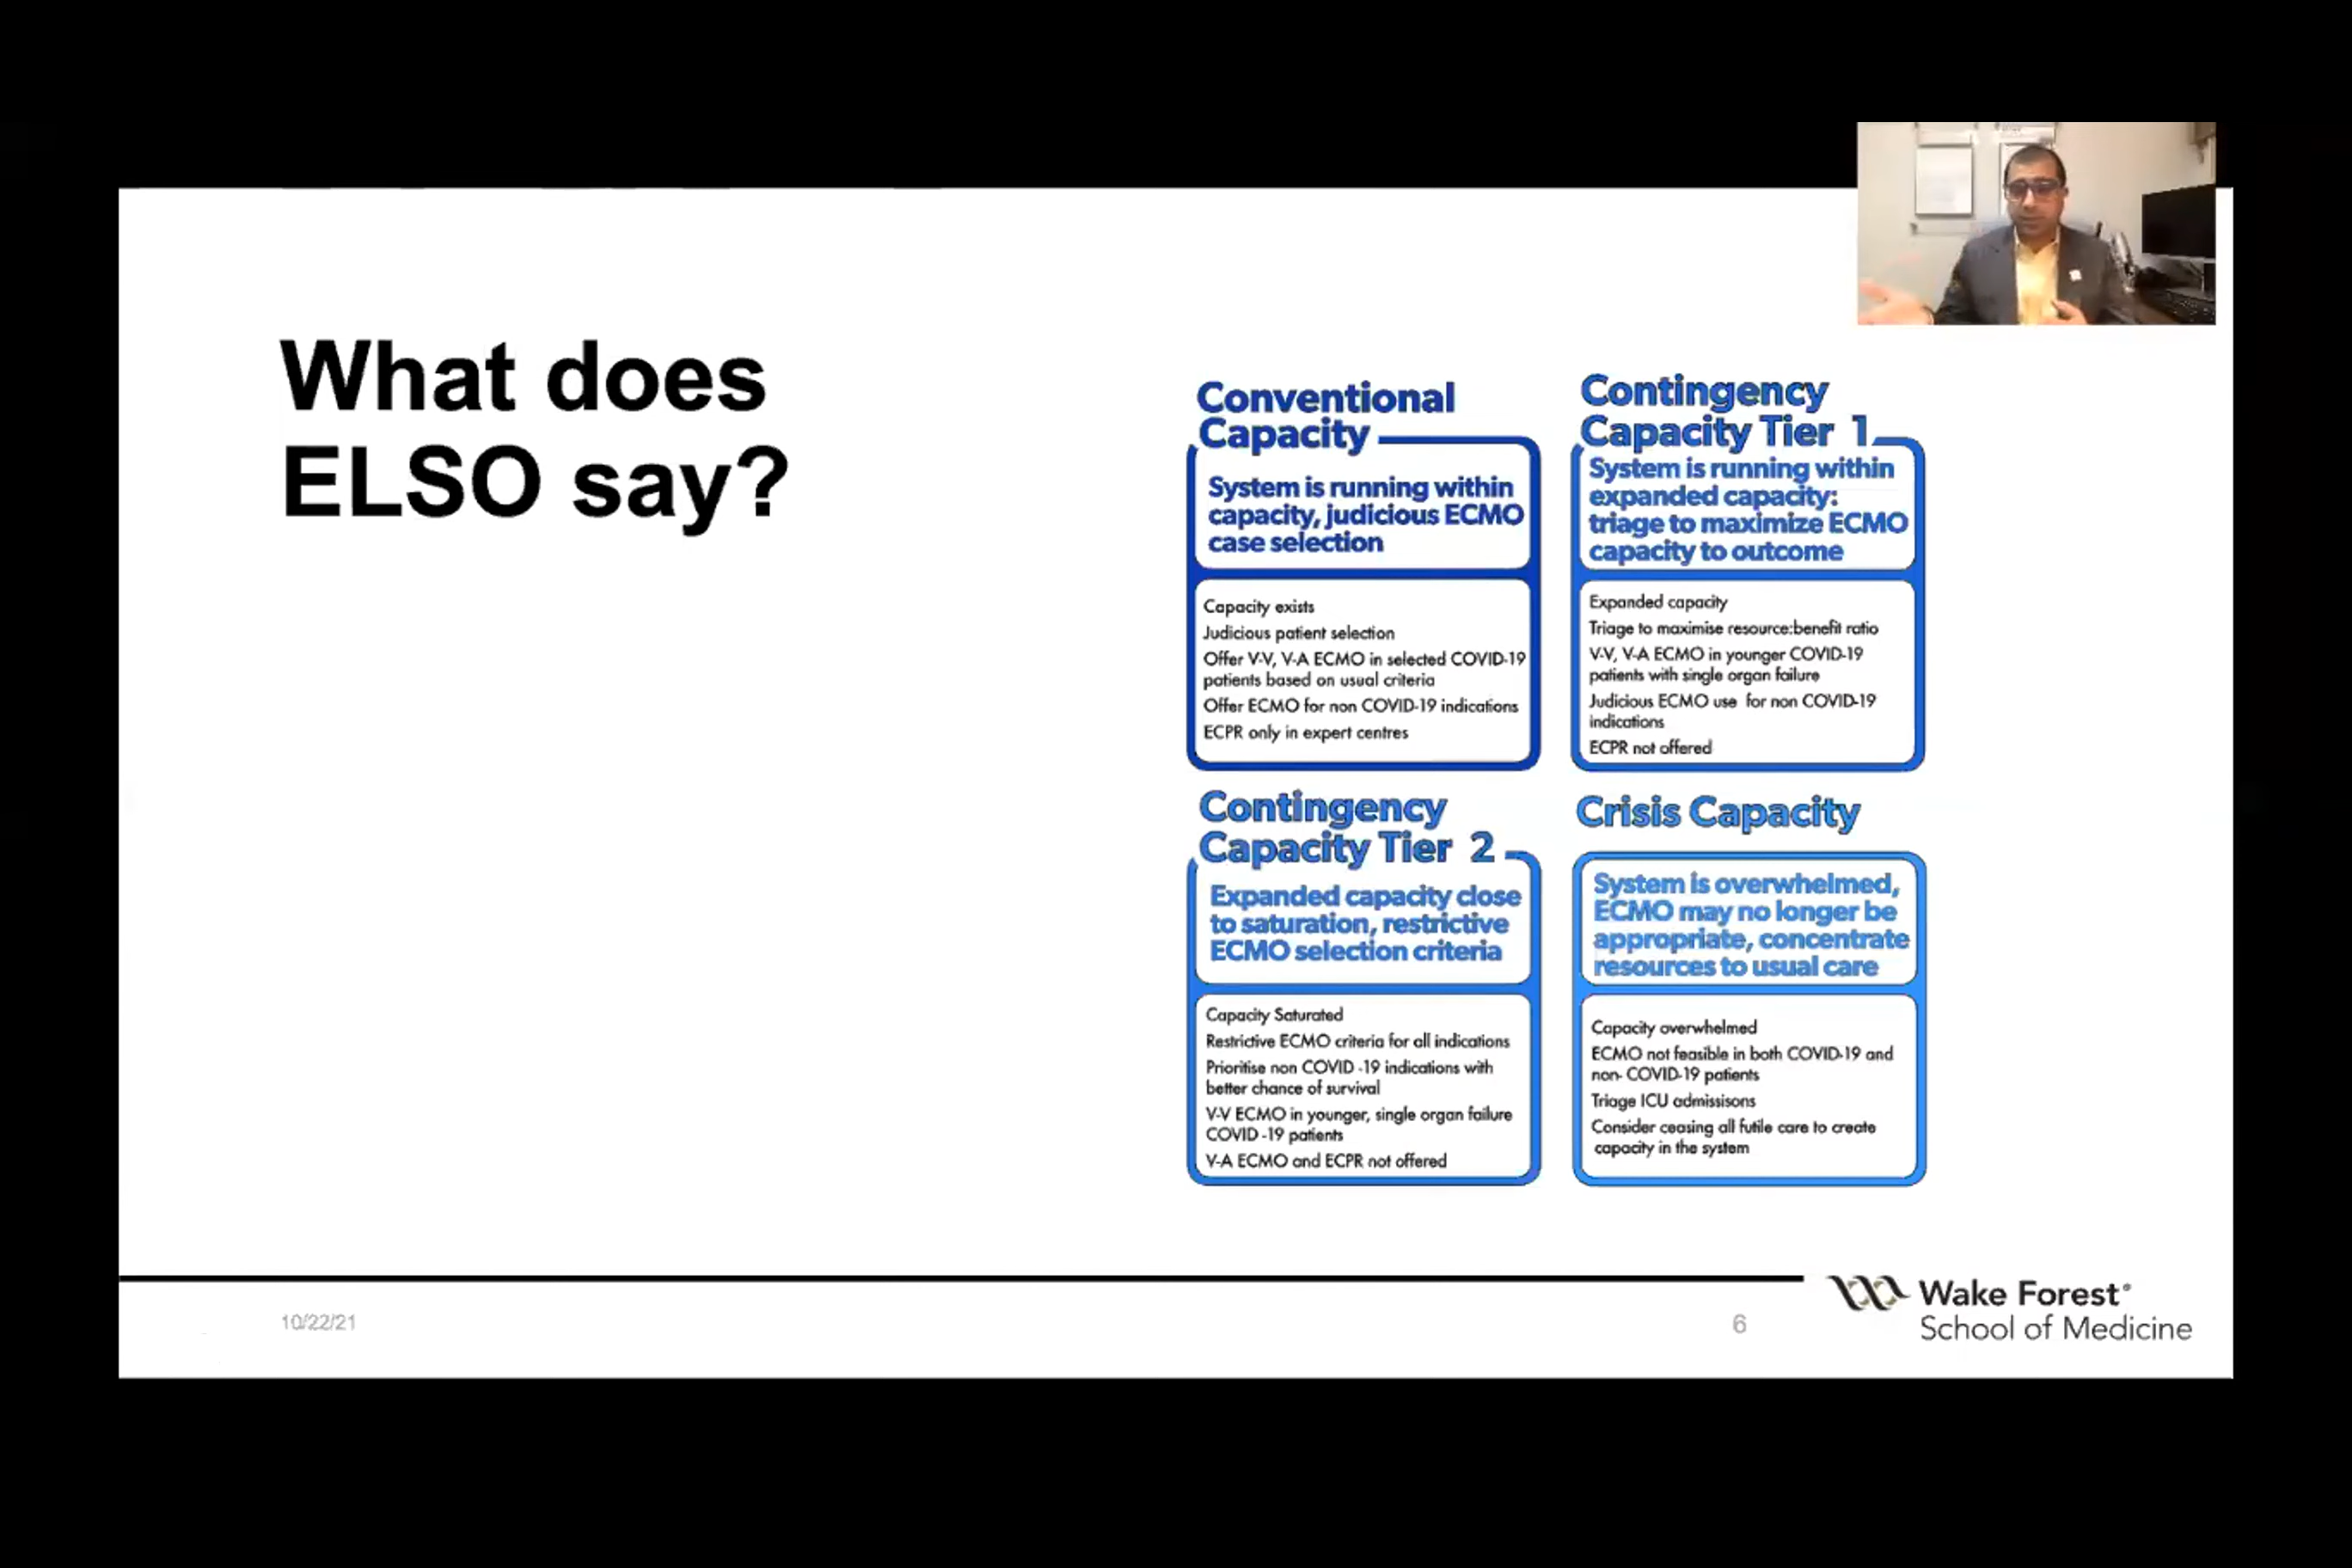 What does
ELSO say?
Conventional
Capacity
System is running within
capacity, judicious ECMO
case selection
Capacity exists
Judicious patient selection
Offer V-V, V-A ECMO in selected COVID-19
patients based on usual criteria
Offer ECMO for non COVID-19 indications
ECPR only in expert centres
Contingency
Capacity Tier 1
System is running within
expanded capacity:
triage to maximize ECMO
capacity to outcome
Expanded capacity
Triage to maximise resource:benefit ratio
V-V, V-A ECMO in younger COVID-19
patients with single organ failure
Judicious ECMO use for non COVID-19
indications
ECPR not offered
Contingency
Capacity Tier 2
Expanded capacity close
to saturation, restrictive
ECMO selection criteria
Capacity Saturated
Restrictive ECMO criteria for all indications
Prioritise non COVID -19 indications with
better chance of survival
V-V ECMO in younger, single organ failure
COVID -19 patients
V-A ECMO and ECPR not offered
Crisis Capacity
System is overwhelmed,
ECMO may no longer be
appropriate, concentrate
resources to usual care
Capacity overwhelmed
ECMO not feasible in both COVID-19 and
non- COVID-19 patients
Triage ICU admissisons
Consider ceasing all futile care to create
capacity in the system
10/22/21
6
Wake Forest®
School of Medicine